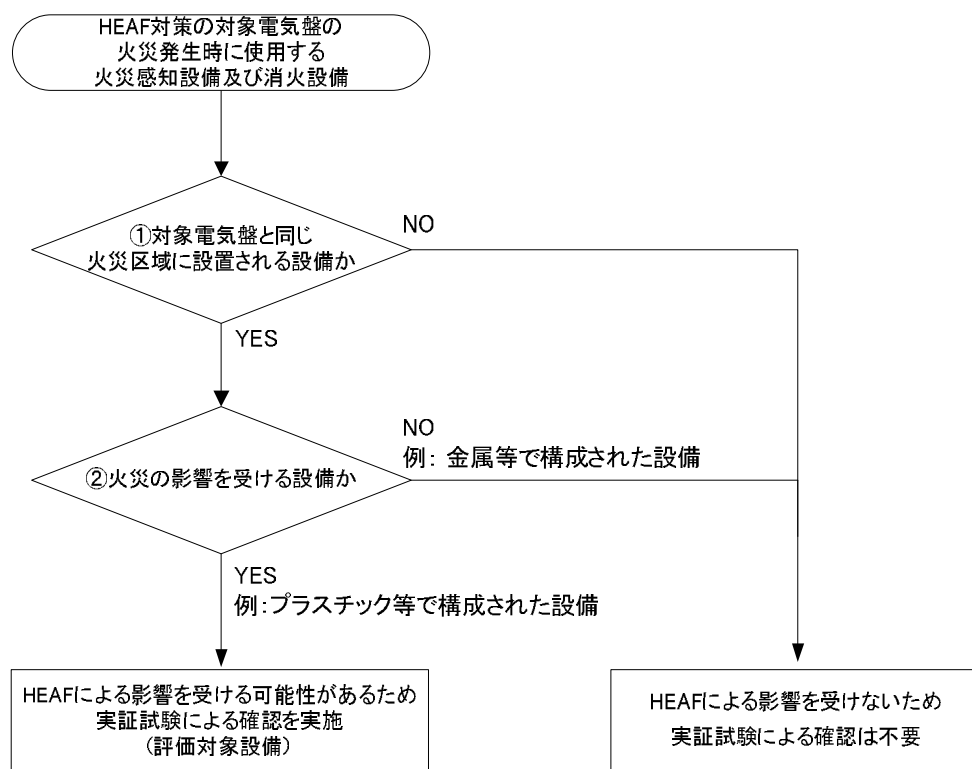 HEAF対策の対象電気盤の
火災発生時に使用する
火災感知設備及び消火設備
①対象電気盤と同じ
火災区域に設置される設備か
NO
YES
②火災の影響を受ける設備か
NO
例： 金属等で構成された設備
YES
例：プラスチック等で構成された設備
HEAFによる影響を受ける可能性があるため
実証試験による確認を実施
（評価対象設備）
HEAFによる影響を受けないため
実証試験による確認は不要